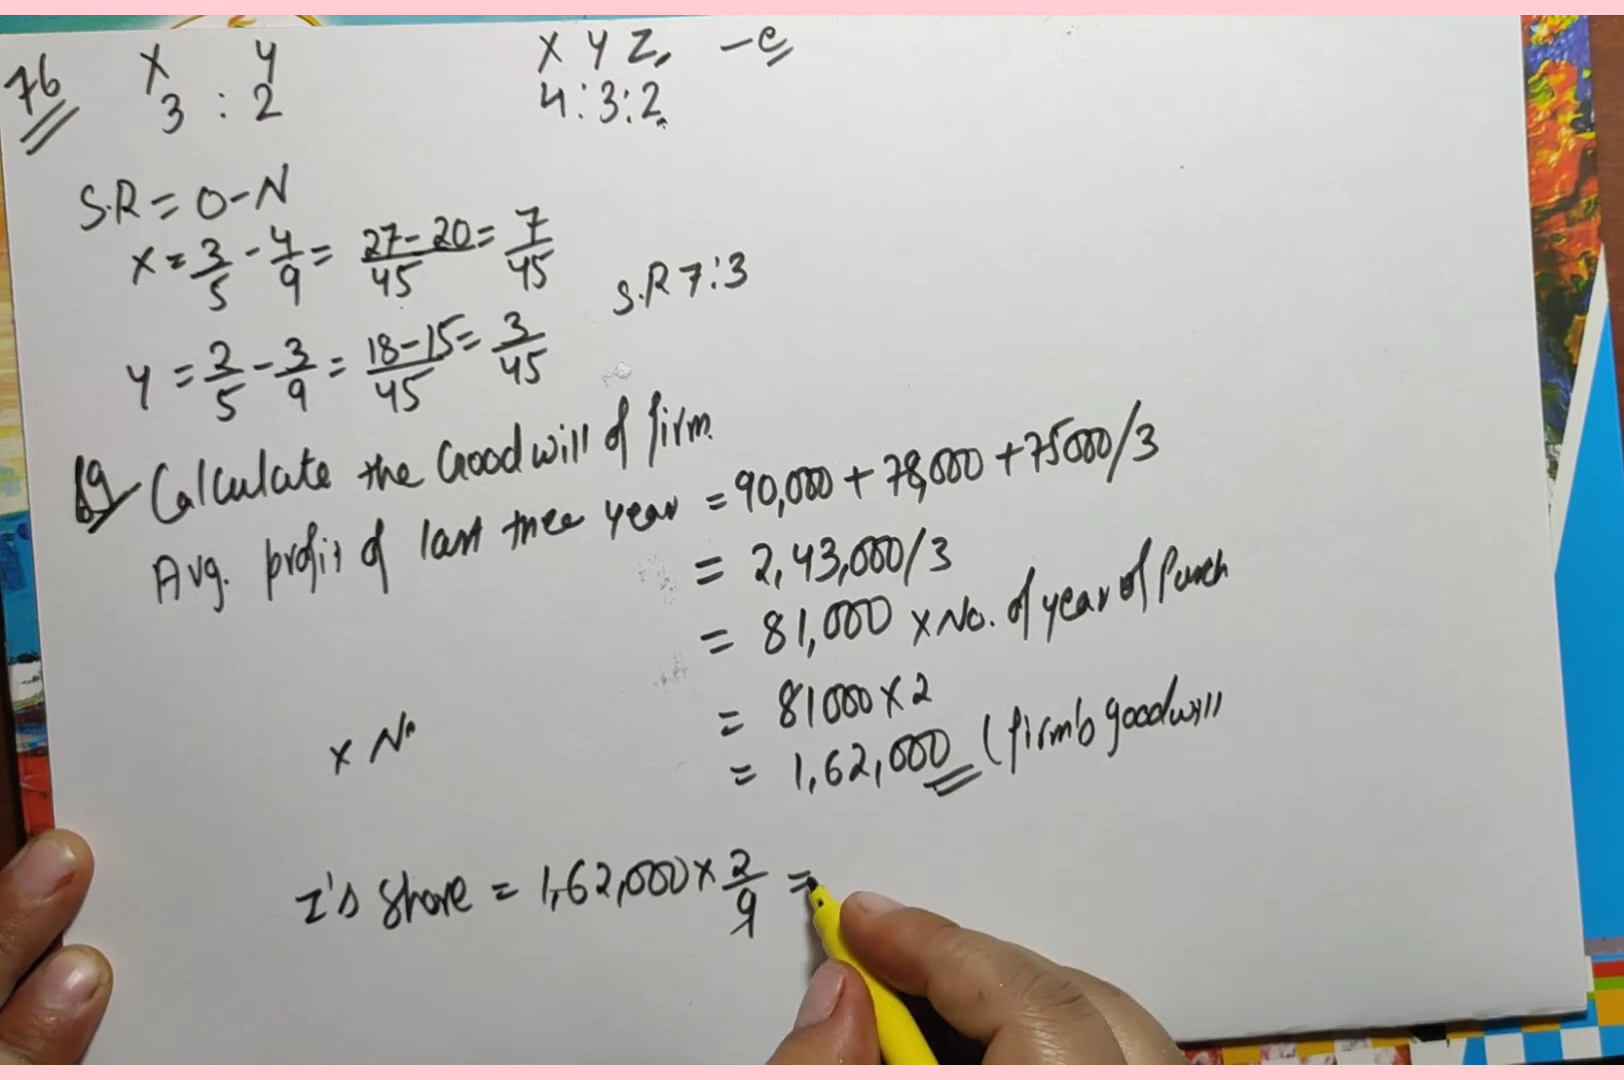 76 X Y X Y Z, - e
3 : 2 4:3:2
S.R = O-N
X = 3/5 - 4/9 = 27-20/45 = 7/45
S.R 7:3
Y = 2/5 - 3/9 = 18-15/45 = 3/45
Calculate the Goodwill of firm
Avg. profit of last three year = 90,000 + 78,000 + 75000/3
= 2,43,000/3
= 81,000 x No. of year of Purch
= 81000 x 2
x No
= 1,62,000 (firm's goodwill
Z's Share = 1,62,000 x 2/9 =